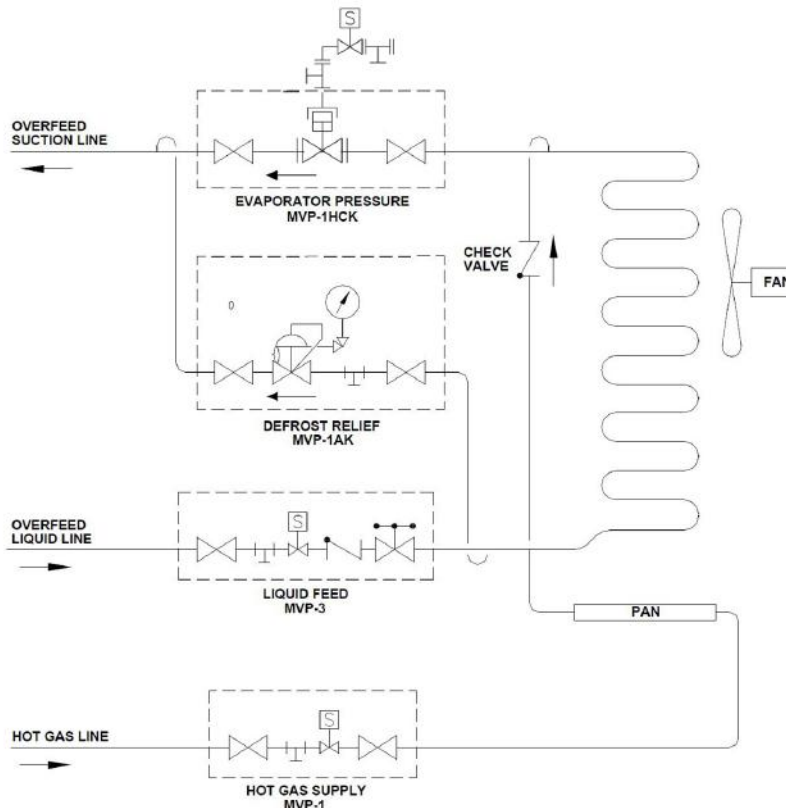 S
OVERFEED
SUCTION LINE
EVAPORATOR PRESSURE
MVP-1HCK
CHECK
VALVE
FAN
0
DEFROST RELIEF
MVP-1AK
OVERFEED
LIQUID LINE
S
LIQUID FEED
MVP-3
PAN
S
HOT GAS LINE
HOT GAS SUPPLY
MVP-1